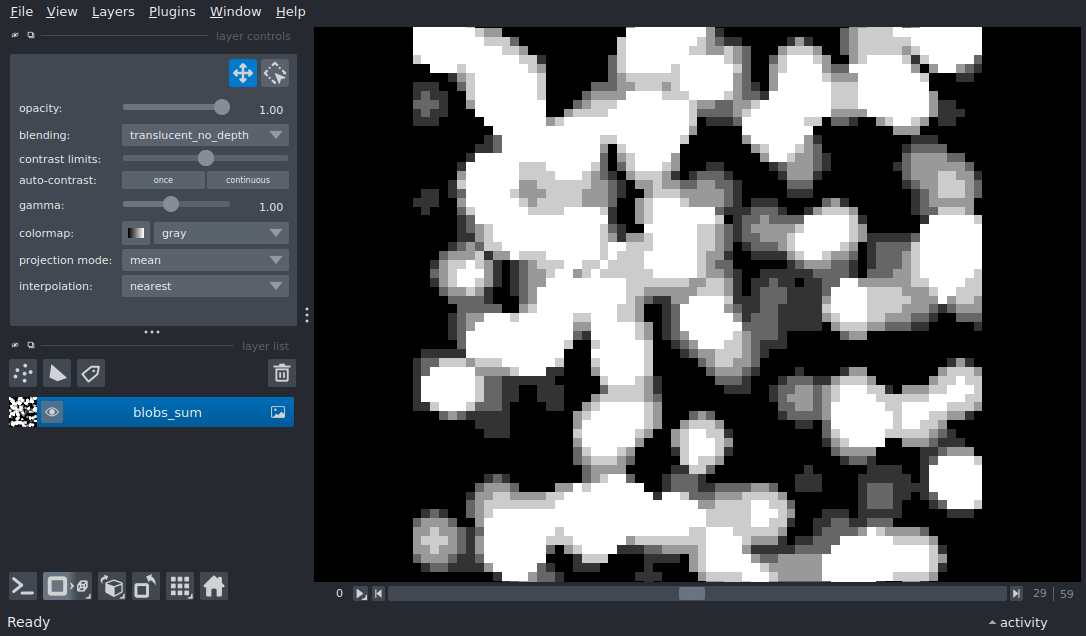 File View Layers Plugins Window Help
layer controls
opacity: 1.00
blending: translucent_no_depth
contrast limits:
auto-contrast: once continuous
gamma: 1.00
colormap: gray
projection mode: mean
interpolation: nearest
layer list
blobs_sum
0 29 59
Ready activity